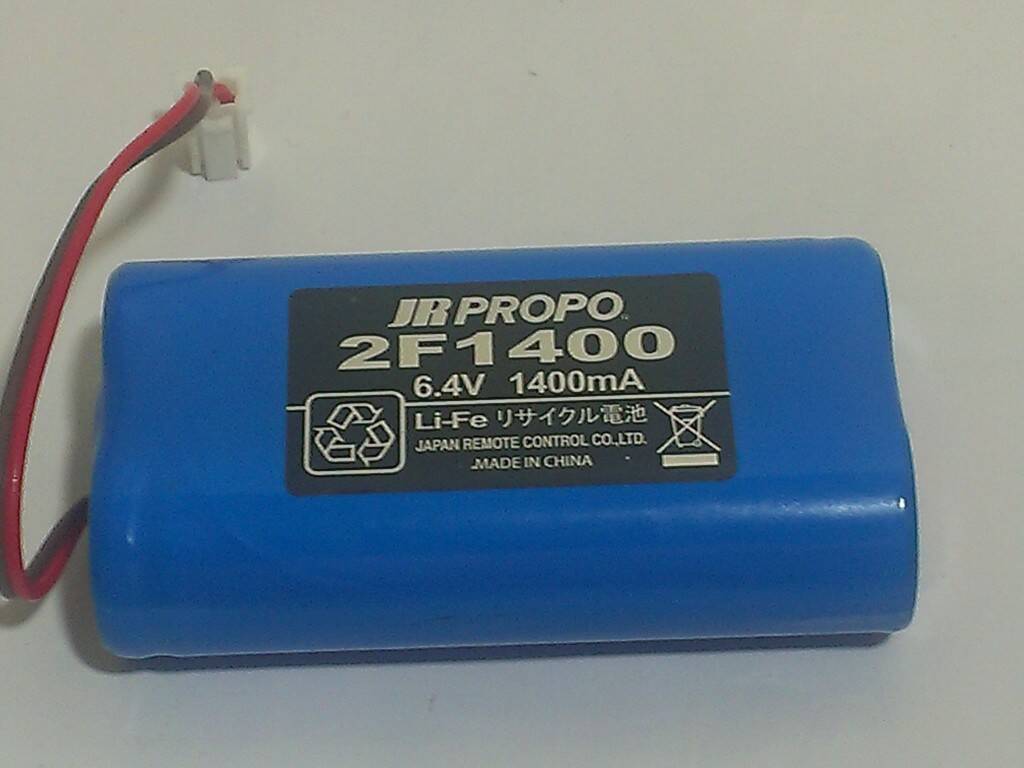 JR PROPO
2F1400
6.4V 1400mA
Li-Fe リサイクル電池
JAPAN REMOTE CONTROL CO.,LTD.
MADE IN CHINA